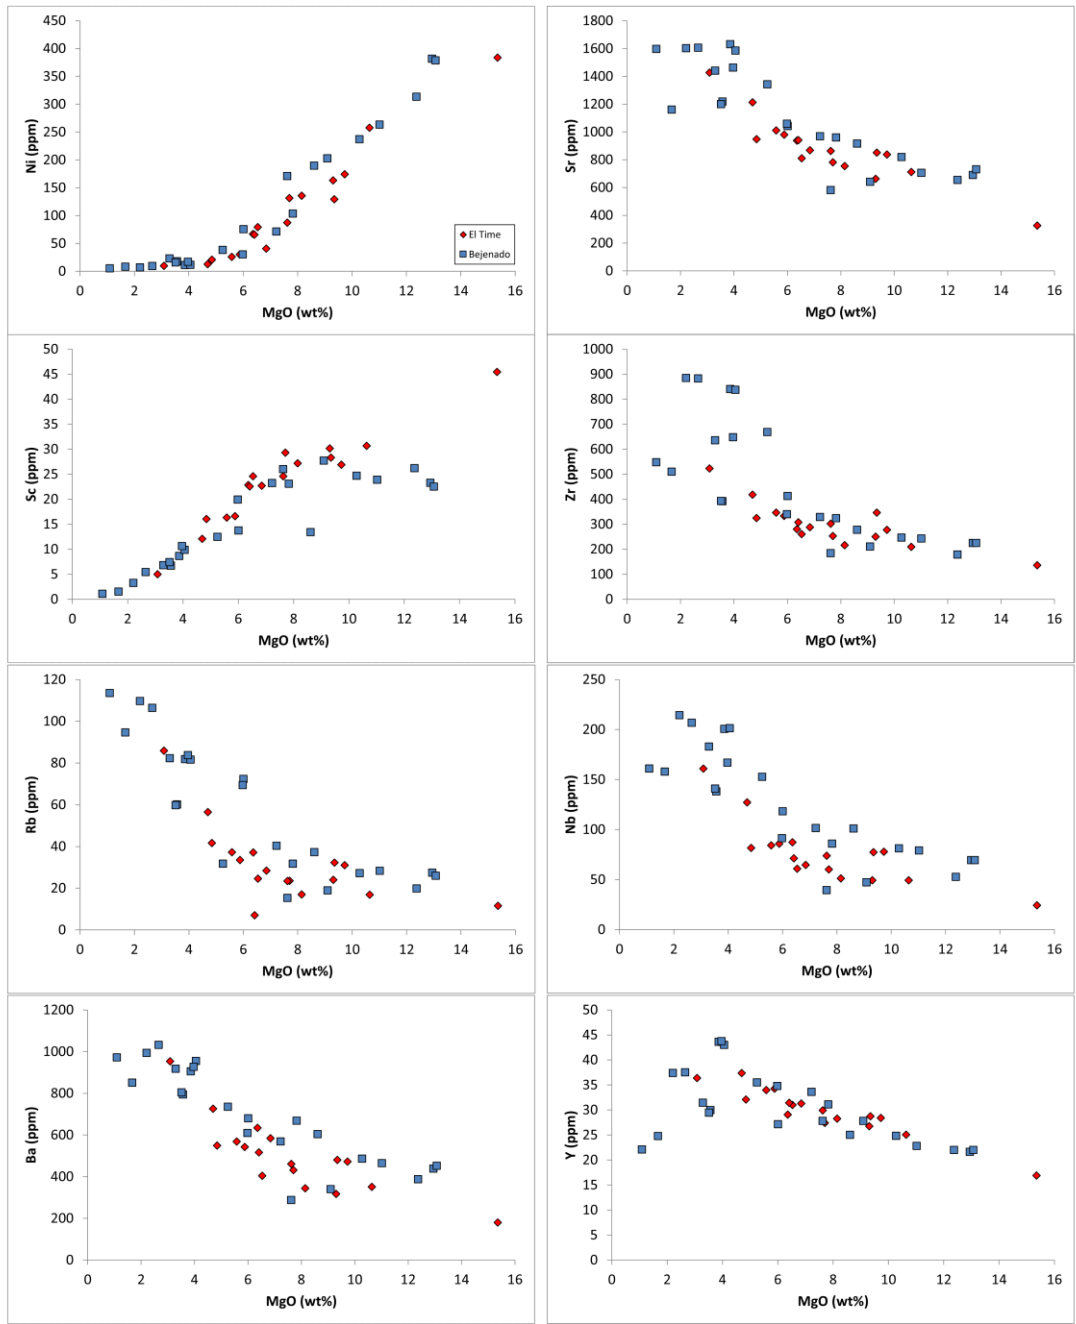 450
400
350
300
250
200
150
100
50
0
Ni (ppm)
El Time
Bejenado
0 2 4 6 8 10 12 14 16
MgO (wt%)
1800
1600
1400
1200
1000
800
600
400
200
0
Sr (ppm)
0 2 4 6 8 10 12 14 16
MgO (wt%)
50
45
40
35
30
25
20
15
10
5
0
Sc (ppm)
0 2 4 6 8 10 12 14 16
MgO (wt%)
1000
900
800
700
600
500
400
300
200
100
0
Zr (ppm)
0 2 4 6 8 10 12 14 16
MgO (wt%)
120
100
80
60
40
20
0
Rb (ppm)
0 2 4 6 8 10 12 14 16
MgO (wt%)
250
200
150
100
50
0
Nb (ppm)
0 2 4 6 8 10 12 14 16
MgO (wt%)
1200
1000
800
600
400
200
0
Ba (ppm)
0 2 4 6 8 10 12 14 16
MgO (wt%)
50
45
40
35
30
25
20
15
10
5
0
Y (ppm)
0 2 4 6 8 10 12 14 16
MgO (wt%)